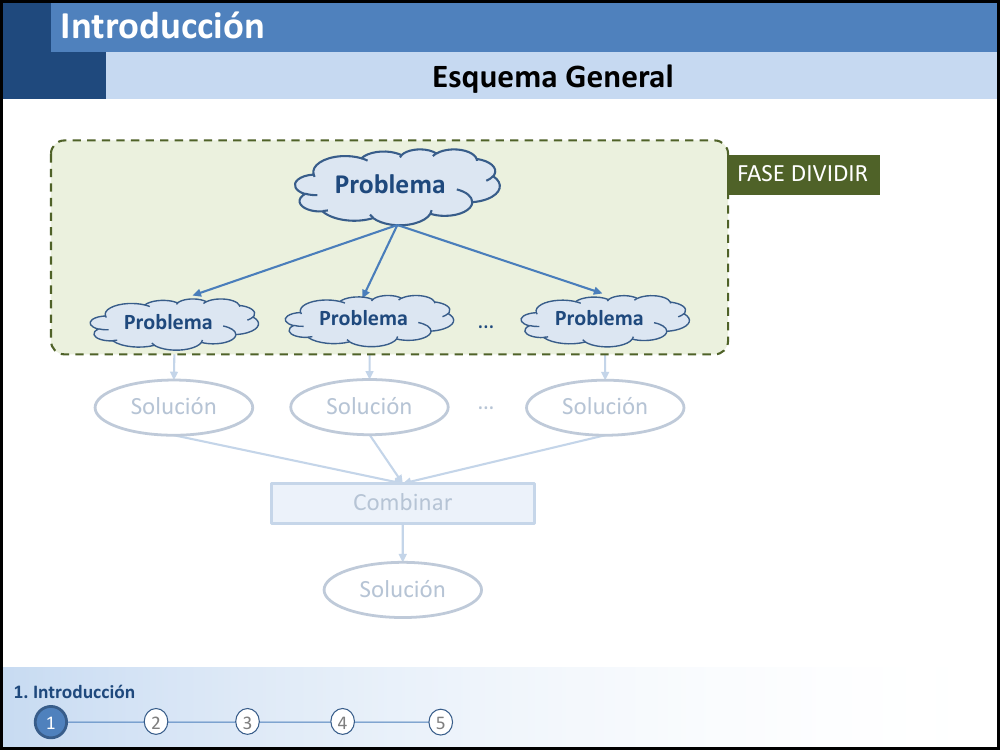 Introducción
Esquema General
Problema
FASE DIVIDIR
Problema Problema ... Problema
Solución Solución ... Solución
Combinar
Solución
1. Introducción
1 2 3 4 5